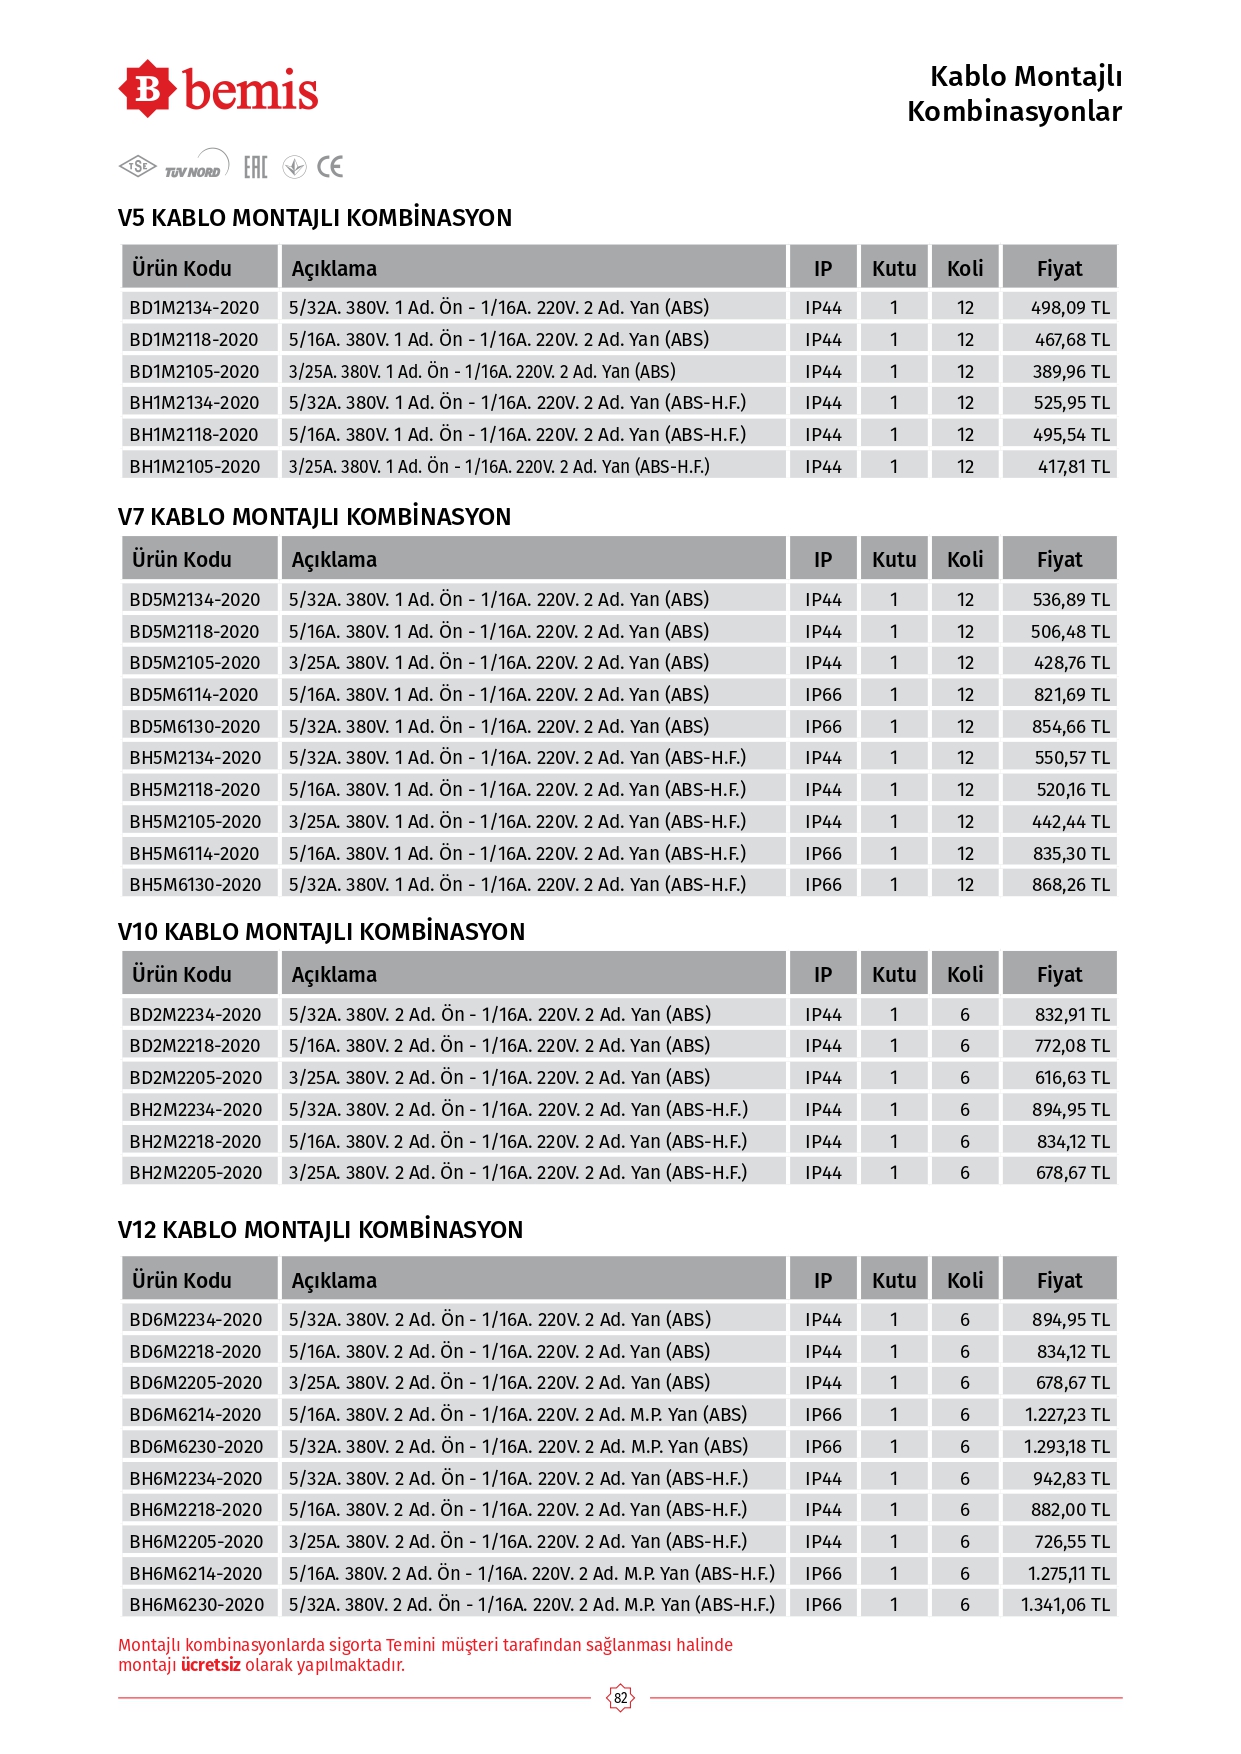 B bemis
Kablo Montajlı
Kombinasyonlar
TSE TÜV NORD EAC CE
V5 KABLO MONTAJLI KOMBİNASYON
Ürün Kodu Açıklama IP Kutu Koli Fiyat
BD1M2134-2020 5/32A. 380V. 1 Ad. Ön - 1/16A. 220V. 2 Ad. Yan (ABS) IP44 1 12 498,09 TL
BD1M2118-2020 5/16A. 380V. 1 Ad. Ön - 1/16A. 220V. 2 Ad. Yan (ABS) IP44 1 12 467,68 TL
BD1M2105-2020 3/25A. 380V. 1 Ad. Ön - 1/16A. 220V. 2 Ad. Yan (ABS) IP44 1 12 389,96 TL
BH1M2134-2020 5/32A. 380V. 1 Ad. Ön - 1/16A. 220V. 2 Ad. Yan (ABS-H.F.) IP44 1 12 525,95 TL
BH1M2118-2020 5/16A. 380V. 1 Ad. Ön - 1/16A. 220V. 2 Ad. Yan (ABS-H.F.) IP44 1 12 495,54 TL
BH1M2105-2020 3/25A. 380V. 1 Ad. Ön - 1/16A. 220V. 2 Ad. Yan (ABS-H.F.) IP44 1 12 417,81 TL
V7 KABLO MONTAJLI KOMBİNASYON
Ürün Kodu Açıklama IP Kutu Koli Fiyat
BD5M2134-2020 5/32A. 380V. 1 Ad. Ön - 1/16A. 220V. 2 Ad. Yan (ABS) IP44 1 12 536,89 TL
BD5M2118-2020 5/16A. 380V. 1 Ad. Ön - 1/16A. 220V. 2 Ad. Yan (ABS) IP44 1 12 506,48 TL
BD5M2105-2020 3/25A. 380V. 1 Ad. Ön - 1/16A. 220V. 2 Ad. Yan (ABS) IP44 1 12 428,76 TL
BD5M6114-2020 5/16A. 380V. 1 Ad. Ön - 1/16A. 220V. 2 Ad. Yan (ABS) IP66 1 12 821,69 TL
BD5M6130-2020 5/32A. 380V. 1 Ad. Ön - 1/16A. 220V. 2 Ad. Yan (ABS) IP66 1 12 854,66 TL
BH5M2134-2020 5/32A. 380V. 1 Ad. Ön - 1/16A. 220V. 2 Ad. Yan (ABS-H.F.) IP44 1 12 550,57 TL
BH5M2118-2020 5/16A. 380V. 1 Ad. Ön - 1/16A. 220V. 2 Ad. Yan (ABS-H.F.) IP44 1 12 520,16 TL
BH5M2105-2020 3/25A. 380V. 1 Ad. Ön - 1/16A. 220V. 2 Ad. Yan (ABS-H.F.) IP44 1 12 442,44 TL
BH5M6114-2020 5/16A. 380V. 1 Ad. Ön - 1/16A. 220V. 2 Ad. Yan (ABS-H.F.) IP66 1 12 835,30 TL
BH5M6130-2020 5/32A. 380V. 1 Ad. Ön - 1/16A. 220V. 2 Ad. Yan (ABS-H.F.) IP66 1 12 868,26 TL
V10 KABLO MONTAJLI KOMBİNASYON
Ürün Kodu Açıklama IP Kutu Koli Fiyat
BD2M2234-2020 5/32A. 380V. 2 Ad. Ön - 1/16A. 220V. 2 Ad. Yan (ABS) IP44 1 6 832,91 TL
BD2M2218-2020 5/16A. 380V. 2 Ad. Ön - 1/16A. 220V. 2 Ad. Yan (ABS) IP44 1 6 772,08 TL
BD2M2205-2020 3/25A. 380V. 2 Ad. Ön - 1/16A. 220V. 2 Ad. Yan (ABS) IP44 1 6 616,63 TL
BH2M2234-2020 5/32A. 380V. 2 Ad. Ön - 1/16A. 220V. 2 Ad. Yan (ABS-H.F.) IP44 1 6 894,95 TL
BH2M2218-2020 5/16A. 380V. 2 Ad. Ön - 1/16A. 220V. 2 Ad. Yan (ABS-H.F.) IP44 1 6 834,12 TL
BH2M2205-2020 3/25A. 380V. 2 Ad. Ön - 1/16A. 220V. 2 Ad. Yan (ABS-H.F.) IP44 1 6 678,67 TL
V12 KABLO MONTAJLI KOMBİNASYON
Ürün Kodu Açıklama IP Kutu Koli Fiyat
BD6M2234-2020 5/32A. 380V. 2 Ad. Ön - 1/16A. 220V. 2 Ad. Yan (ABS) IP44 1 6 894,95 TL
BD6M2218-2020 5/16A. 380V. 2 Ad. Ön - 1/16A. 220V. 2 Ad. Yan (ABS) IP44 1 6 834,12 TL
BD6M2205-2020 3/25A. 380V. 2 Ad. Ön - 1/16A. 220V. 2 Ad. Yan (ABS) IP44 1 6 678,67 TL
BD6M6214-2020 5/16A. 380V. 2 Ad. Ön - 1/16A. 220V. 2 Ad. M.P. Yan (ABS) IP66 1 6 1.227,23 TL
BD6M6230-2020 5/32A. 380V. 2 Ad. Ön - 1/16A. 220V. 2 Ad. M.P. Yan (ABS) IP66 1 6 1.293,18 TL
BH6M2234-2020 5/32A. 380V. 2 Ad. Ön - 1/16A. 220V. 2 Ad. Yan (ABS-H.F.) IP44 1 6 942,83 TL
BH6M2218-2020 5/16A. 380V. 2 Ad. Ön - 1/16A. 220V. 2 Ad. Yan (ABS-H.F.) IP44 1 6 882,00 TL
BH6M2205-2020 3/25A. 380V. 2 Ad. Ön - 1/16A. 220V. 2 Ad. Yan (ABS-H.F.) IP44 1 6 726,55 TL
BH6M6214-2020 5/16A. 380V. 2 Ad. Ön - 1/16A. 220V. 2 Ad. M.P. Yan (ABS-H.F.) IP66 1 6 1.275,11 TL
BH6M6230-2020 5/32A. 380V. 2 Ad. Ön - 1/16A. 220V. 2 Ad. M.P. Yan (ABS-H.F.) IP66 1 6 1.341,06 TL
Montajlı kombinasyonlarda sigorta Temini müşteri tarafından sağlanması halinde
montajı ücretsiz olarak yapılmaktadır.
82